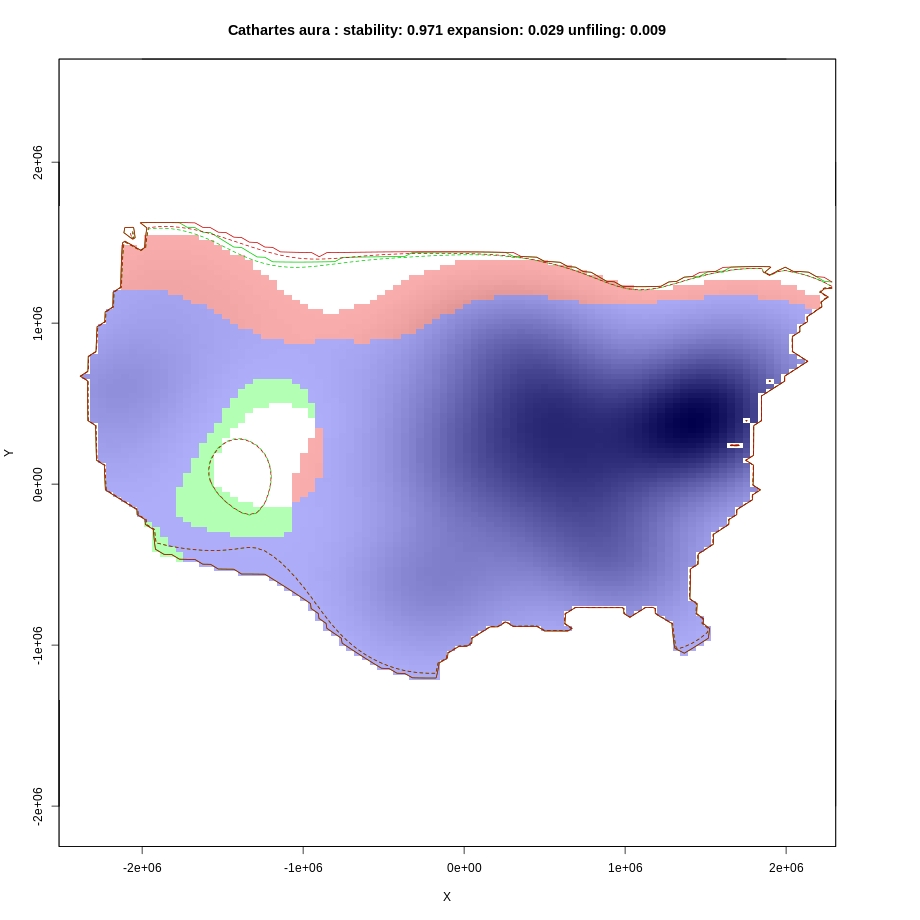 Cathartes aura : stability: 0.971 expansion: 0.029 unfiling: 0.009
2e+06
1e+06
0e+00
-1e+06
-2e+06
Y
-2e+06 -1e+06 0e+00 1e+06 2e+06
X